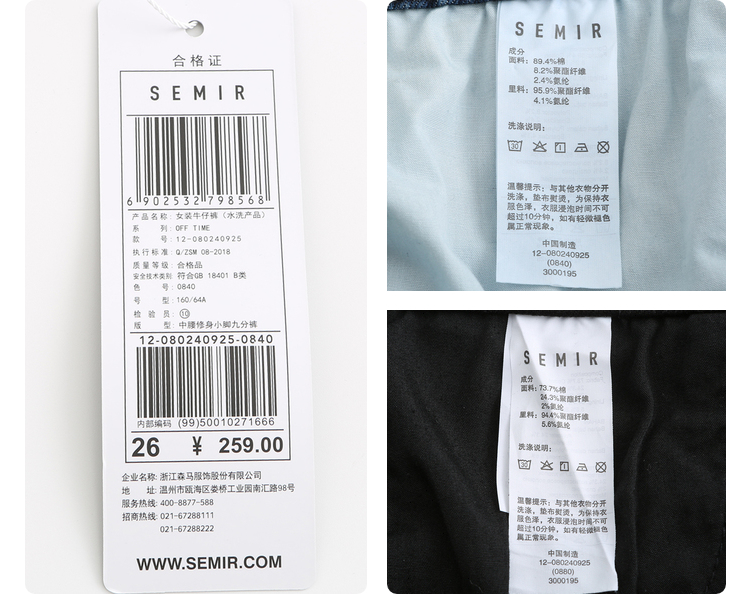 合格证
SEMIR
6 902532 798568
产品名称: 女装牛仔裤 (水洗产品)
系 列: OFF TIME
款 号: 12-080240925
执行标准: Q/ZSM 08-2018
质量等级: 合格品
安全技术类别: 符合GB 18401 B类
色 号: 0840
号 型: 160/64A
检 验 员: ⑩
版 型: 中腰修身小脚九分裤
12-080240925-0840
内部编码 (99)50010271666
26 ¥ 259.00
企业名称: 浙江森马服饰股份有限公司
地 址: 温州市瓯海区娄桥工业园南汇路98号
服务热线: 400-8877-588
招商热线: 021-67288111
021-67288222
WWW.SEMIR.COM
SEMIR
成分
面料: 89.4%棉
8.2%聚酯纤维
2.4%氨纶
里料: 95.9%聚酯纤维
4.1%氨纶
洗涤说明:
30
温馨提示: 与其他衣物分开
洗涤, 垫布熨烫, 为保持衣
服色泽, 衣服浸泡时间不可
超过10分钟, 如有轻微褪色
属正常现象。
中国制造
12-080240925
(0840)
3000195
SEMIR
成分
面料: 73.7%棉
24.3%聚酯纤维
2%氨纶
里料: 94.4%聚酯纤维
5.6%氨纶
洗涤说明:
30
温馨提示: 与其他衣物分开
洗涤, 垫布熨烫, 为保持衣
服色泽, 衣服浸泡时间不可
超过10分钟, 如有轻微褪色
属正常现象。
中国制造
12-080240925
(0880)
3000195